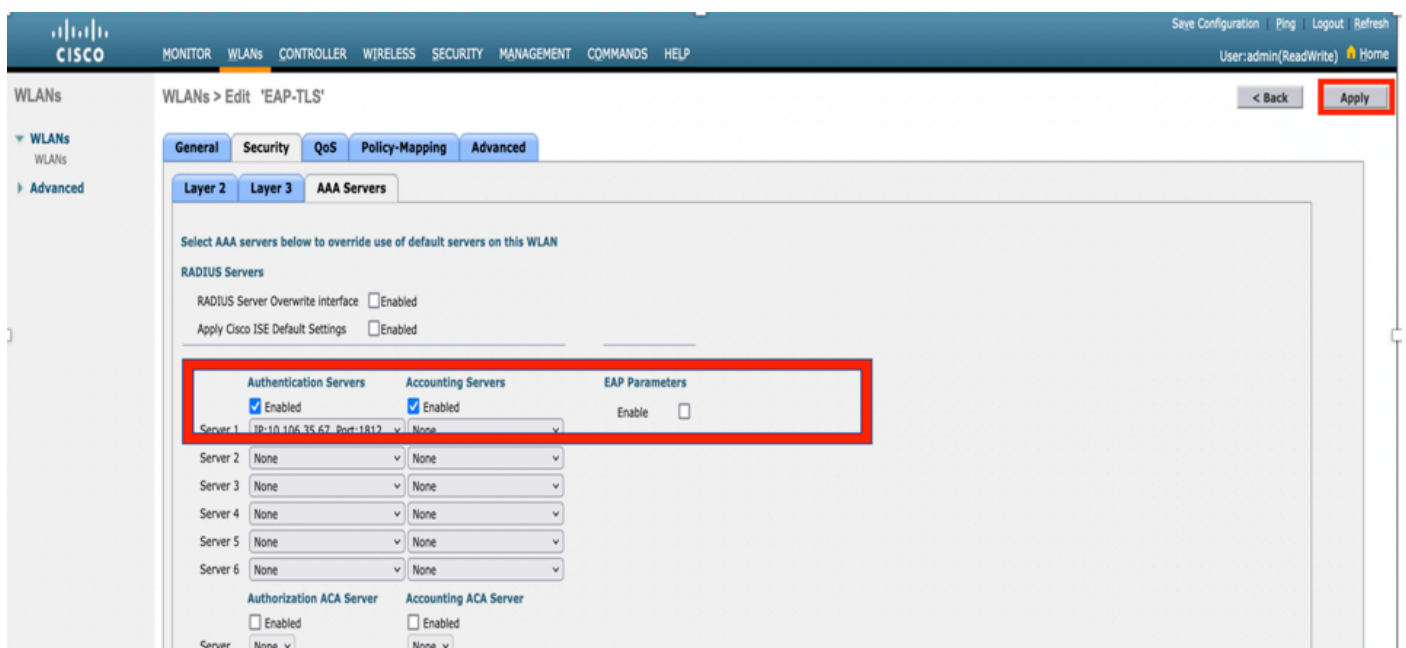 Save Configuration | Ping | Logout | Refresh
CISCO MONITOR WLANs CONTROLLER WIRELESS SECURITY MANAGEMENT COMMANDS HELP User:admin(ReadWrite) Home
WLANs WLANs > Edit 'EAP-TLS' < Back Apply
WLANs
WLANs
Advanced
General Security QoS Policy-Mapping Advanced
Layer 2 Layer 3 AAA Servers
Select AAA servers below to override use of default servers on this WLAN
RADIUS Servers
RADIUS Server Overwrite interface Enabled
Apply Cisco ISE Default Settings Enabled
Authentication Servers Accounting Servers EAP Parameters
Enabled Enabled Enable
Server 1 IP:10.106.35.67, Port:1812 None
Server 2 None None
Server 3 None None
Server 4 None None
Server 5 None None
Server 6 None None
Authorization ACA Server Accounting ACA Server
Enabled Enabled
Server None None